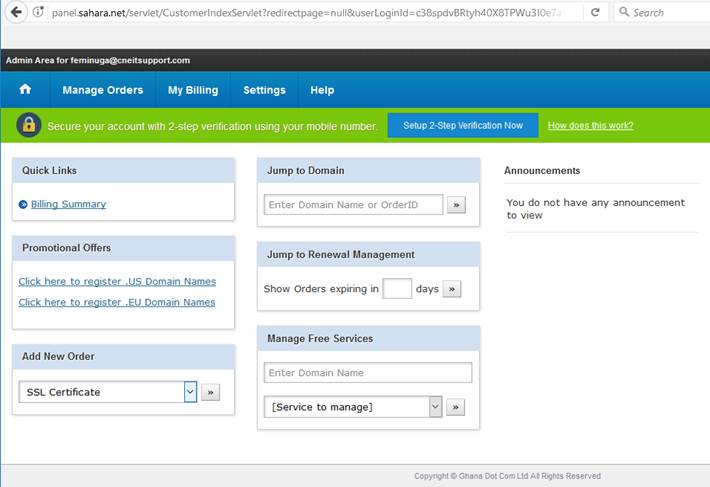 panel.sahara.net/servlet/CustomerIndexServlet?redirectpage=null&userLoginId=c38spdvBRtyh40X8TPWu3I0e7a
Search
Admin Area for feminuga@cneitsupport.com
Manage Orders My Billing Settings Help
Secure your account with 2-step verification using your mobile number. Setup 2-Step Verification Now How does this work?
Quick Links
Billing Summary
Promotional Offers
Click here to register .US Domain Names
Click here to register .EU Domain Names
Add New Order
SSL Certificate »
Jump to Domain
Enter Domain Name or OrderID »
Jump to Renewal Management
Show Orders expiring in days »
Manage Free Services
Enter Domain Name
[Service to manage] »
Announcements
You do not have any announcement
to view
Copyright © Ghana Dot Com Ltd All Rights Reserved